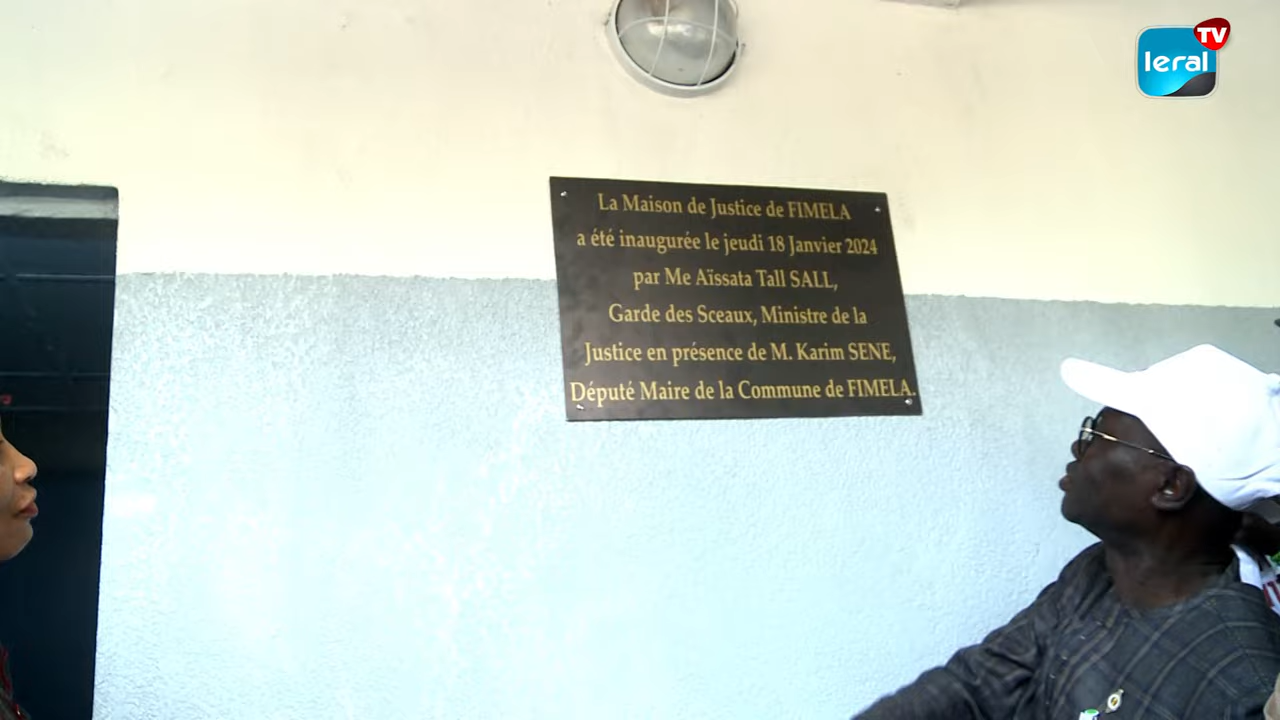 TV
leral
La Maison de Justice de FIMELA
a été inaugurée le jeudi 18 Janvier 2024
par Me Aïssata Tall SALL,
Garde des Sceaux, Ministre de la
Justice en présence de M. Karim SENE,
Député Maire de la Commune de FIMELA.